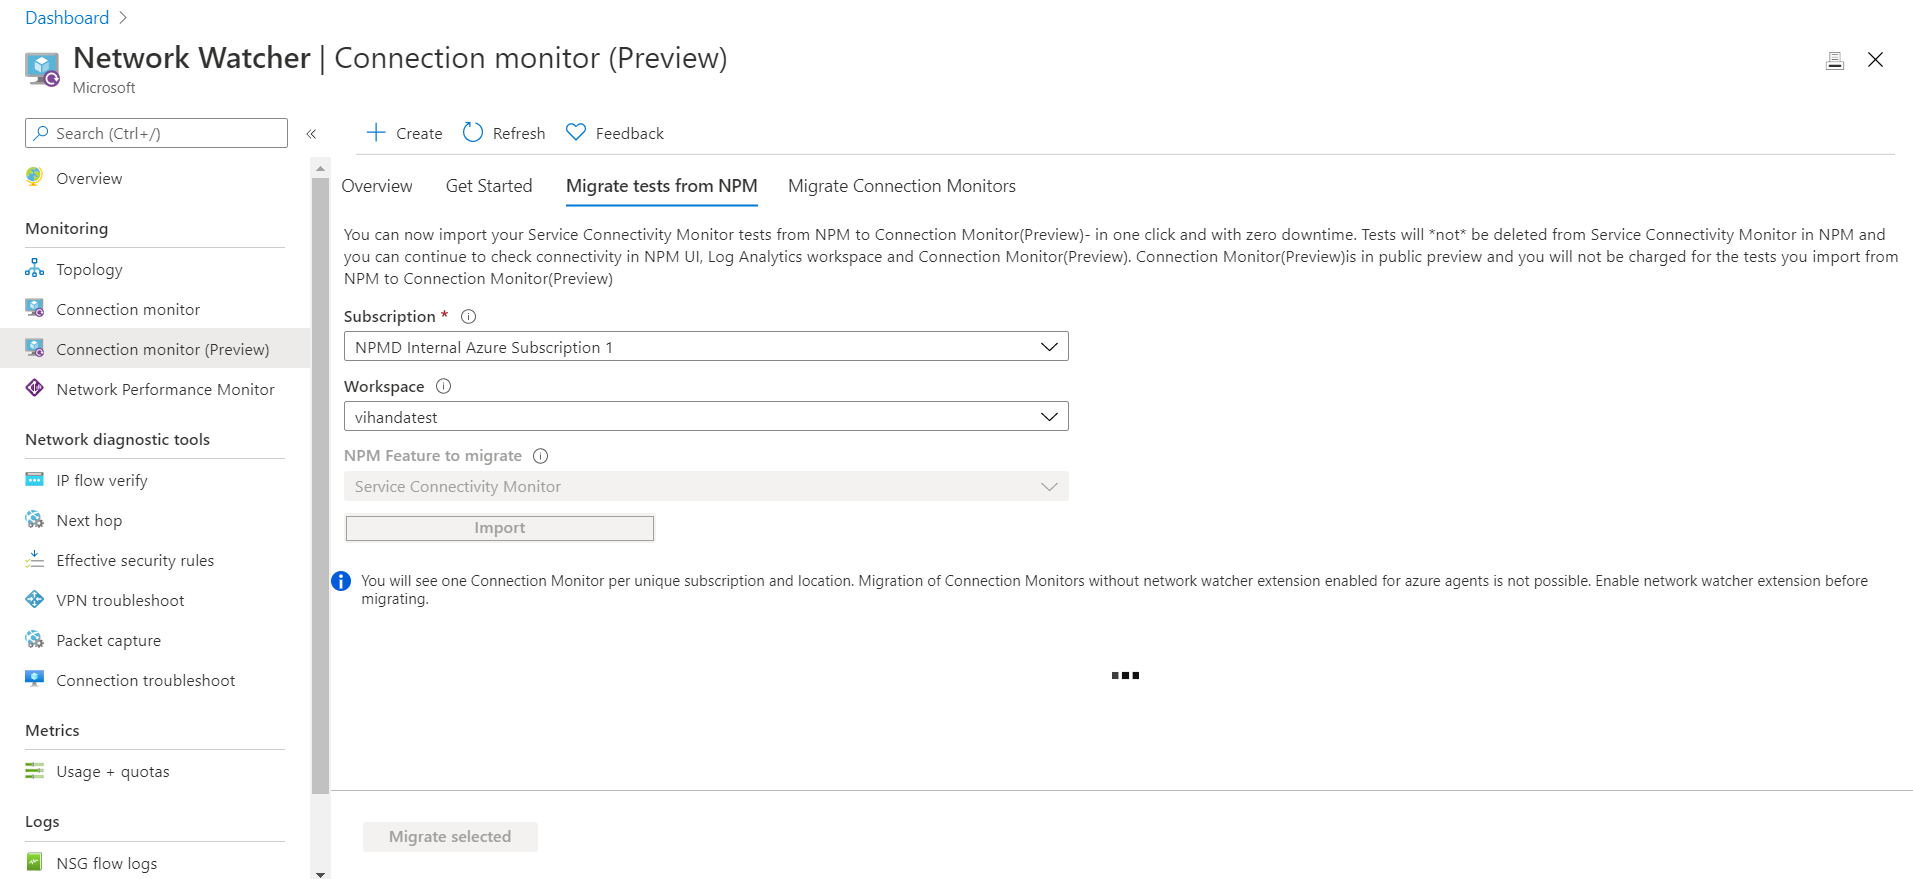 Dashboard
Network Watcher | Connection monitor (Preview)
Microsoft
Search (Ctrl+/)
«
Overview
Monitoring
Topology
Connection monitor
Connection monitor (Preview)
Network Performance Monitor
Network diagnostic tools
IP flow verify
Next hop
Effective security rules
VPN troubleshoot
Packet capture
Connection troubleshoot
Metrics
Usage + quotas
Logs
NSG flow logs
Create Refresh Feedback
Overview Get Started Migrate tests from NPM Migrate Connection Monitors
You can now import your Service Connectivity Monitor tests from NPM to Connection Monitor(Preview)- in one click and with zero downtime. Tests will *not* be deleted from Service Connectivity Monitor in NPM and
you can continue to check connectivity in NPM UI, Log Analytics workspace and Connection Monitor(Preview). Connection Monitor(Preview)is in public preview and you will not be charged for the tests you import from
NPM to Connection Monitor(Preview)
Subscription *
NPMD Internal Azure Subscription 1
Workspace
vihandatest
NPM Feature to migrate
Service Connectivity Monitor
Import
You will see one Connection Monitor per unique subscription and location. Migration of Connection Monitors without network watcher extension enabled for azure agents is not possible. Enable network watcher extension before
migrating.
Migrate selected